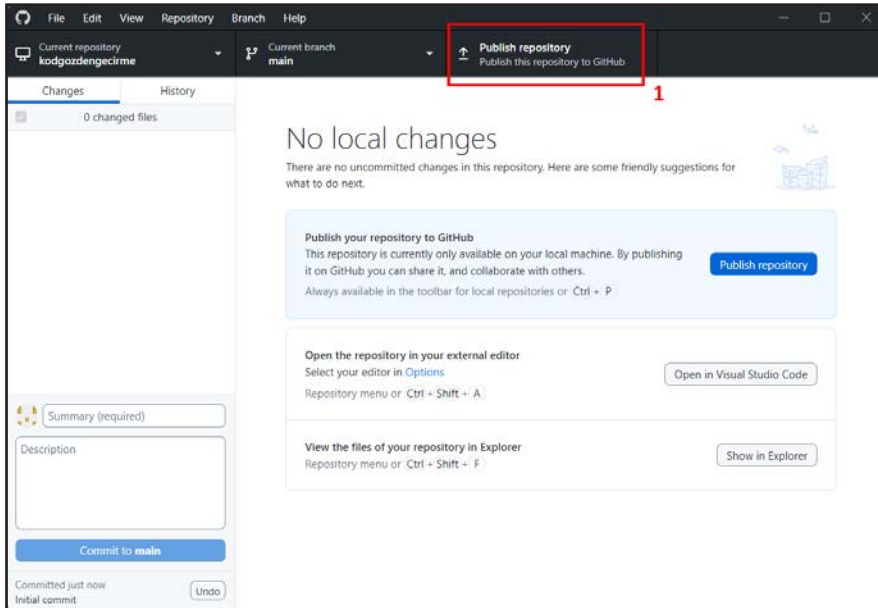 File Edit View Repository Branch Help
Current repository
kodgozdengecirme
Current branch
main
Publish repository
Publish this repository to GitHub
1
Changes History
0 changed files
No local changes
There are no uncommitted changes in this repository. Here are some friendly suggestions for
what to do next.
Publish your repository to GitHub
This repository is currently only available on your local machine. By publishing
it on GitHub you can share it, and collaborate with others.
Always available in the toolbar for local repositories or Ctrl + P
Publish repository
Open the repository in your external editor
Select your editor in Options
Repository menu or Ctrl + Shift + A
Open in Visual Studio Code
View the files of your repository in Explorer
Repository menu or Ctrl + Shift + F
Show in Explorer
Summary (required)
Description
Commit to main
Committed just now
Initial commit
Undo